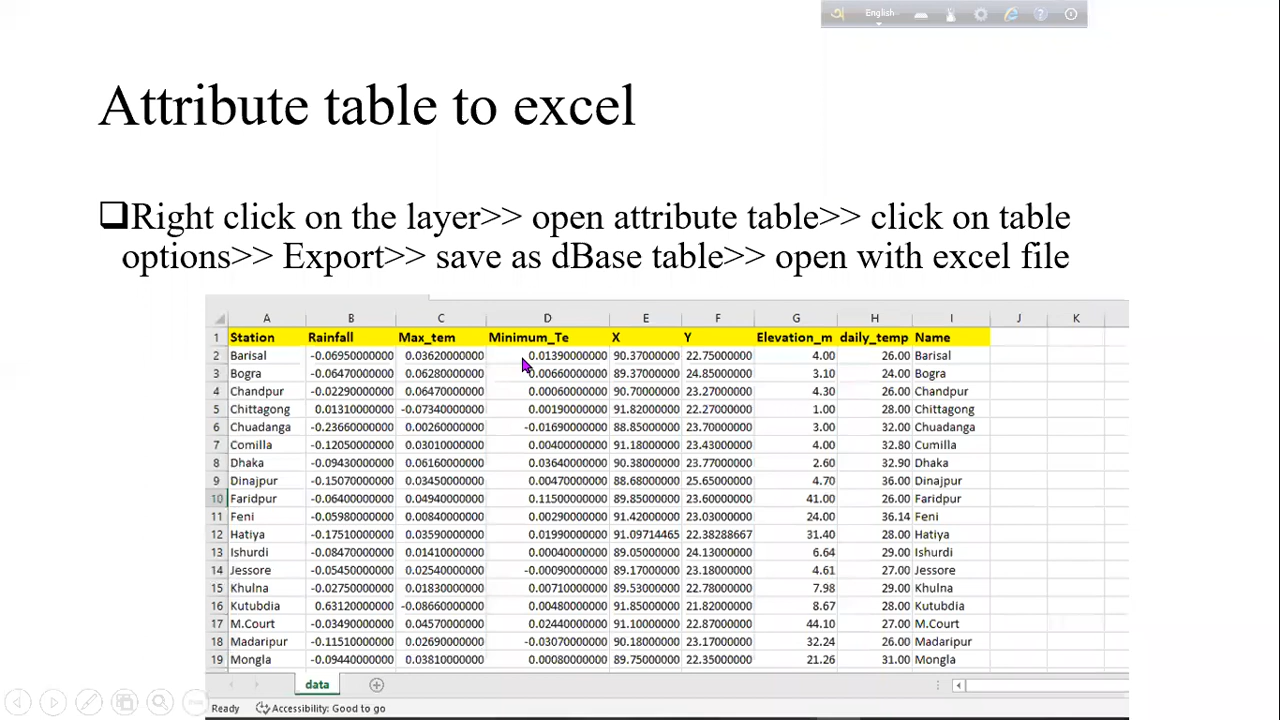 English
Attribute table to excel
❑Right click on the layer>> open attribute table>> click on table
options>> Export>> save as dBase table>> open with excel file
A B C D E F G H I J K
1 Station Rainfall Max_tem Minimum_Te X Y Elevation_m daily_temp Name
2 Barisal -0.06950000000 0.03620000000 0.01390000000 90.37000000 22.75000000 4.00 26.00 Barisal
3 Bogra -0.06470000000 0.06280000000 0.00660000000 89.37000000 24.85000000 3.10 24.00 Bogra
4 Chandpur -0.02290000000 0.06470000000 0.00060000000 90.70000000 23.27000000 4.30 26.00 Chandpur
5 Chittagong 0.01310000000 -0.07340000000 0.00190000000 91.82000000 22.27000000 1.00 28.00 Chittagong
6 Chuadanga -0.23660000000 0.00260000000 -0.01690000000 88.85000000 23.70000000 3.00 32.00 Chuadanga
7 Comilla -0.12050000000 0.03010000000 0.00400000000 91.18000000 23.43000000 4.00 32.80 Cumilla
8 Dhaka -0.09430000000 0.06160000000 0.03640000000 90.38000000 23.77000000 2.60 32.90 Dhaka
9 Dinajpur -0.15070000000 0.03450000000 0.00470000000 88.68000000 25.65000000 4.70 36.00 Dinajpur
10 Faridpur -0.06400000000 0.04940000000 0.11500000000 89.85000000 23.60000000 41.00 26.00 Faridpur
11 Feni -0.05980000000 0.00840000000 0.00290000000 91.42000000 23.03000000 24.00 36.14 Feni
12 Hatiya -0.17510000000 0.03590000000 0.01990000000 91.09714465 22.38288667 31.40 28.00 Hatiya
13 Ishurdi -0.08470000000 0.01410000000 0.00040000000 89.05000000 24.13000000 6.64 29.00 Ishurdi
14 Jessore -0.05450000000 0.02540000000 -0.00090000000 89.17000000 23.18000000 4.61 27.00 Jessore
15 Khulna -0.02750000000 0.01830000000 0.00710000000 89.53000000 22.78000000 7.98 29.00 Khulna
16 Kutubdia 0.63120000000 -0.08660000000 0.00480000000 91.85000000 21.82000000 8.67 28.00 Kutubdia
17 M.Court -0.03490000000 0.04570000000 0.02440000000 91.10000000 22.87000000 44.10 27.00 M.Court
18 Madaripur -0.11510000000 0.02690000000 -0.03070000000 90.18000000 23.17000000 32.24 26.00 Madaripur
19 Mongla -0.09440000000 0.03810000000 0.00080000000 89.75000000 22.35000000 21.26 31.00 Mongla
data
Ready Accessibility: Good to go